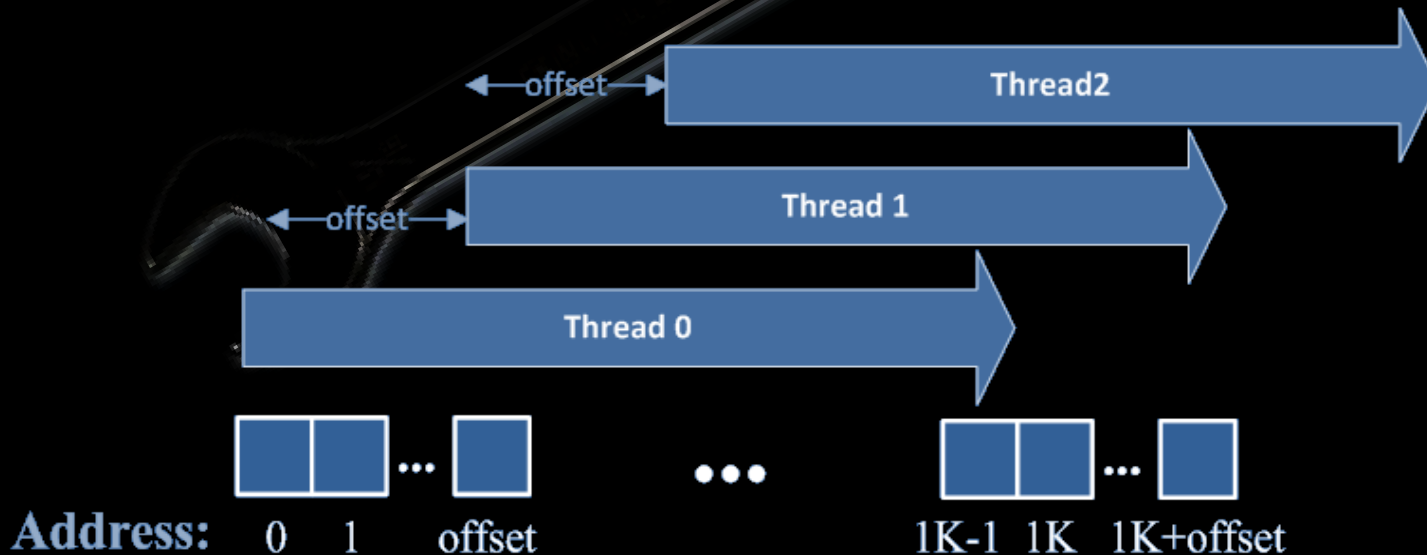 offset Thread2
offset Thread 1
Thread 0
... ... ...
Address: 0 1 offset 1K-1 1K 1K+offset